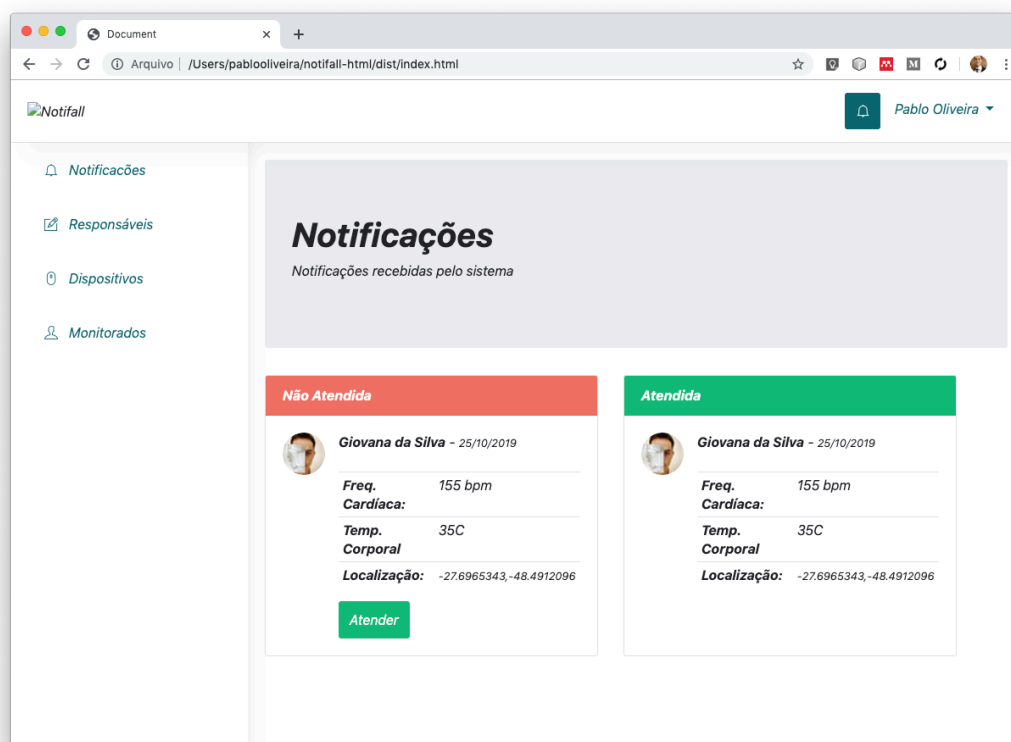 Document
Arquivo /Users/pablooliveira/notifall-html/dist/index.html
Notifall
Pablo Oliveira
Notificacões
Responsáveis
Dispositivos
Monitorados
Notificações
Notificações recebidas pelo sistema
Não Atendida
Giovana da Silva - 25/10/2019
Freq.
Cardíaca:
155 bpm
Temp.
Corporal
35C
Localização: -27.6965343,-48.4912096
Atender
Atendida
Giovana da Silva - 25/10/2019
Freq.
Cardíaca:
155 bpm
Temp.
Corporal
35C
Localização: -27.6965343,-48.4912096